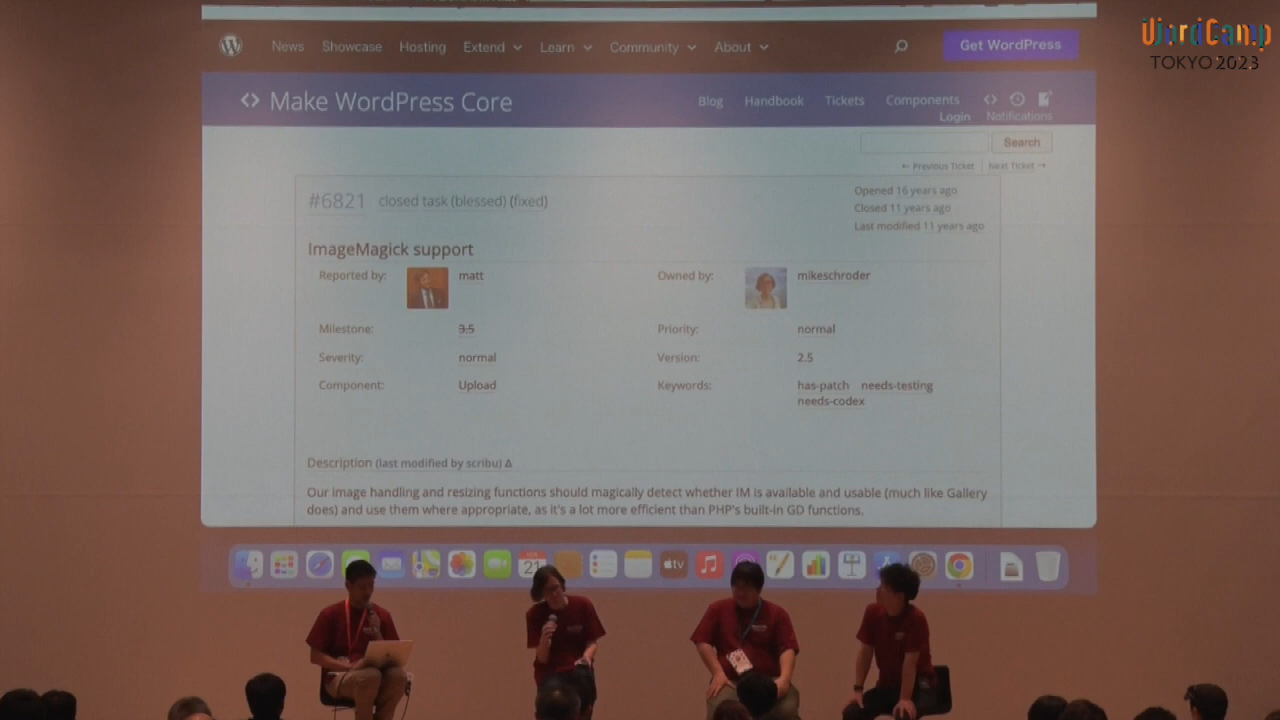 WordCamp
TOKYO 2023
News Showcase Hosting Extend Learn Community About Get WordPress
<> Make WordPress Core
Blog Handbook Tickets Components
Login Notifications
Search
← Previous Ticket Next Ticket →
#6821 closed task (blessed) (fixed)
Opened 16 years ago
Closed 11 years ago
Last modified 11 years ago
ImageMagick support
Reported by: matt Owned by: mikeschroder
Milestone: 3.5 Priority: normal
Severity: normal Version: 2.5
Component: Upload Keywords: has-patch needs-testing
needs-codex
Description (last modified by scribu) Δ
Our image handling and resizing functions should magically detect whether IM is available and usable (much like Gallery
does) and use them where appropriate, as it's a lot more efficient than PHP's built-in GD functions.
21
tv